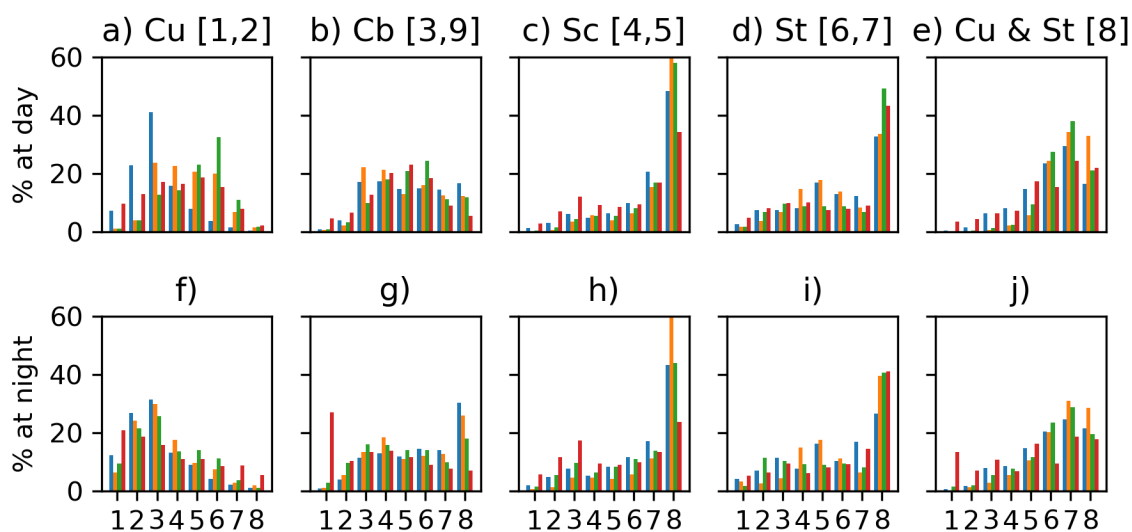 a) Cu [1,2] b) Cb [3,9] c) Sc [4,5] d) St [6,7] e) Cu & St [8]
60
40
20
0
% at day
f) g) h) i) j)
60
40
20
0
% at night
1 2 3 4 5 6 7 8 1 2 3 4 5 6 7 8 1 2 3 4 5 6 7 8 1 2 3 4 5 6 7 8 1 2 3 4 5 6 7 8